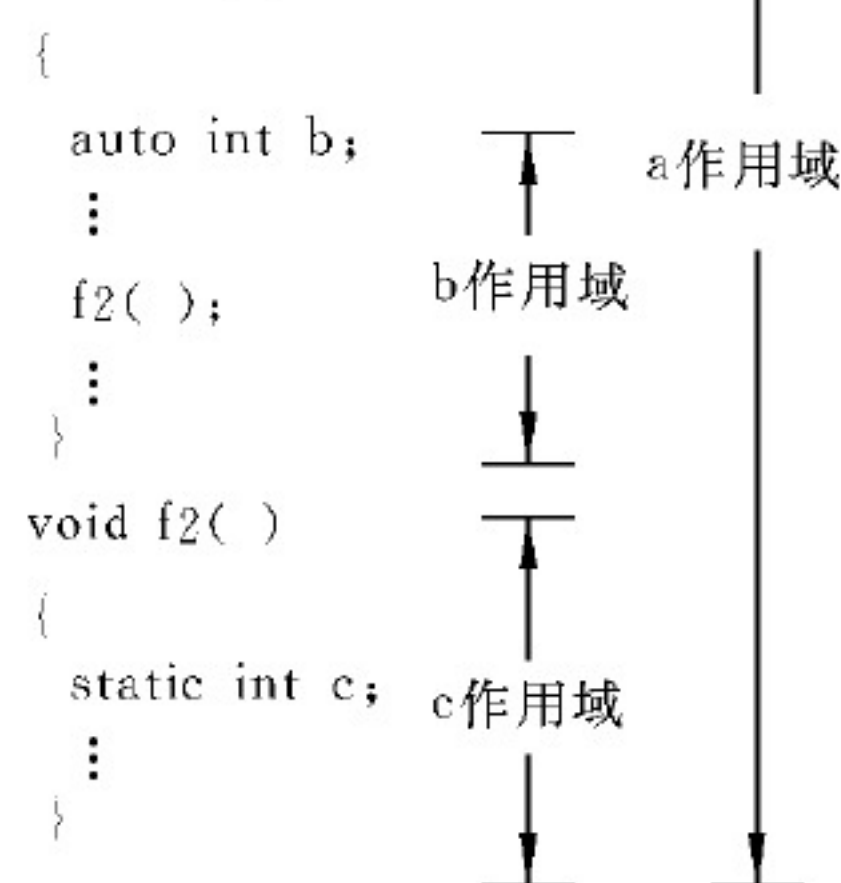 {
auto int b;
a作用域
⋮
b作用域
f2( );
⋮
}
void f2( )
{
static int c;
c作用域
⋮
}